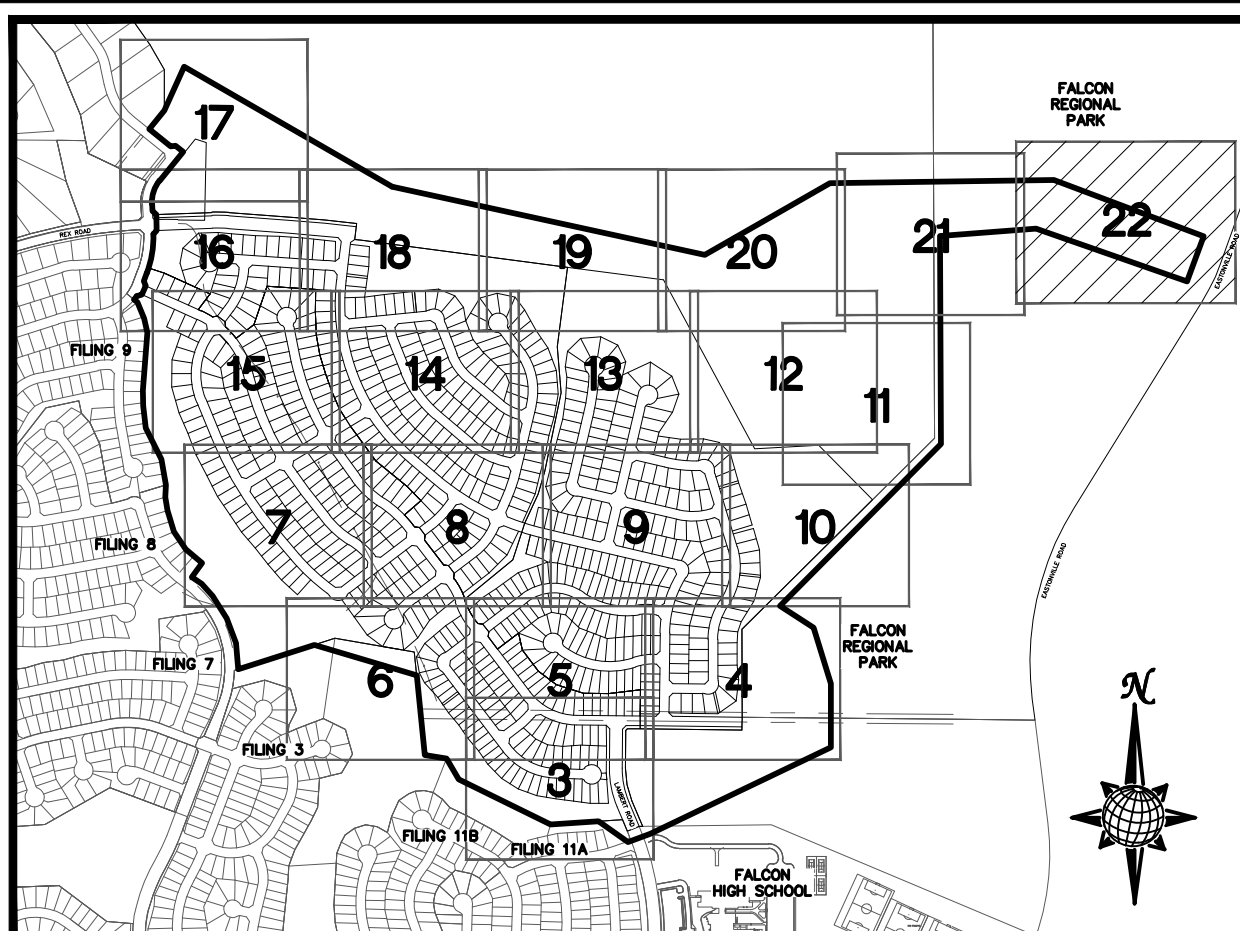 FALCON
REGIONAL
PARK
17
22
REX ROAD
21
16
18
19
20
EASTONVILLE ROAD
FILING 9
15
14
13
12
11
7
8
9
10
FILING 8
EASTONVILLE ROAD
FALCON
REGIONAL
PARK
FILING 7
6
5
4
N
FILING 3
3
LAMBERT ROAD
FILING 11B
FILING 11A
FALCON
HIGH SCHOOL